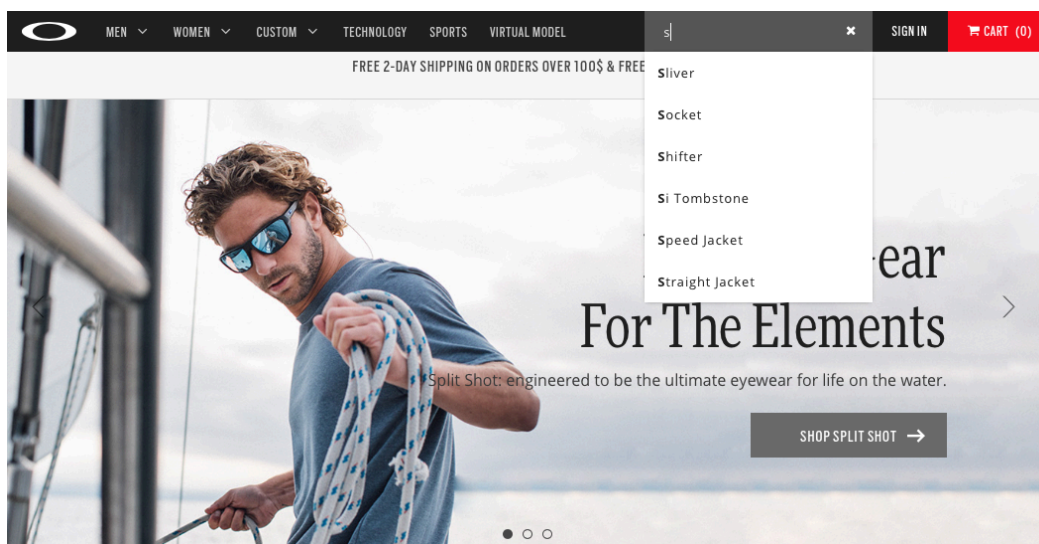 MEN WOMEN CUSTOM TECHNOLOGY SPORTS VIRTUAL MODEL s SIGN IN CART (0)
FREE 2-DAY SHIPPING ON ORDERS OVER 100$ & FREE
Sliver
Socket
Shifter
Si Tombstone
Speed Jacket
Straight Jacket
ear
For The Elements
Split Shot: engineered to be the ultimate eyewear for life on the water.
SHOP SPLIT SHOT